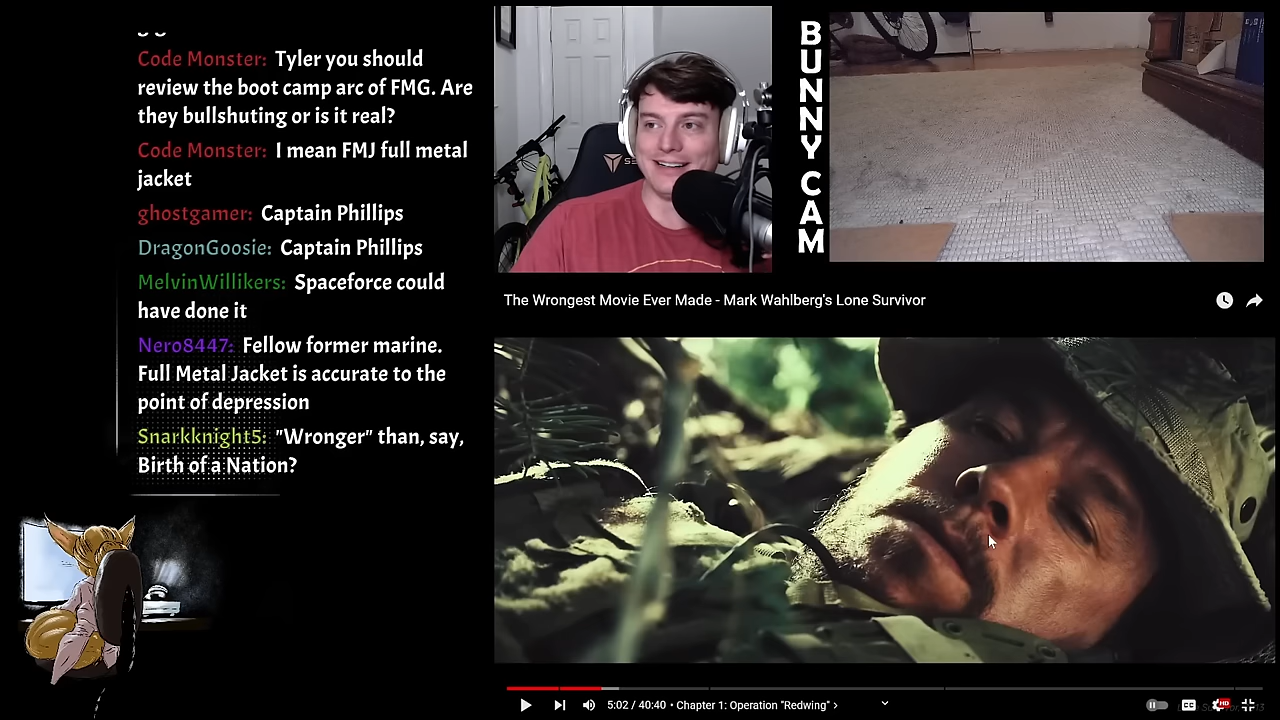 Code Monster: Tyler you should
review the boot camp arc of FMG. Are
they bullshuting or is it real?
Code Monster: I mean FMJ full metal
jacket
ghostgamer: Captain Phillips
DragonGoosie: Captain Phillips
MelvinWillikers: Spaceforce could
have done it
Nero8447: Fellow former marine.
Full Metal Jacket is accurate to the
point of depression
Snarkknight5: "Wronger" than, say,
Birth of a Nation?
BUNNY CAM
The Wrongest Movie Ever Made - Mark Wahlberg's Lone Survivor
5:02 / 40:40 • Chapter 1: Operation "Redwing" ›
CC
HD